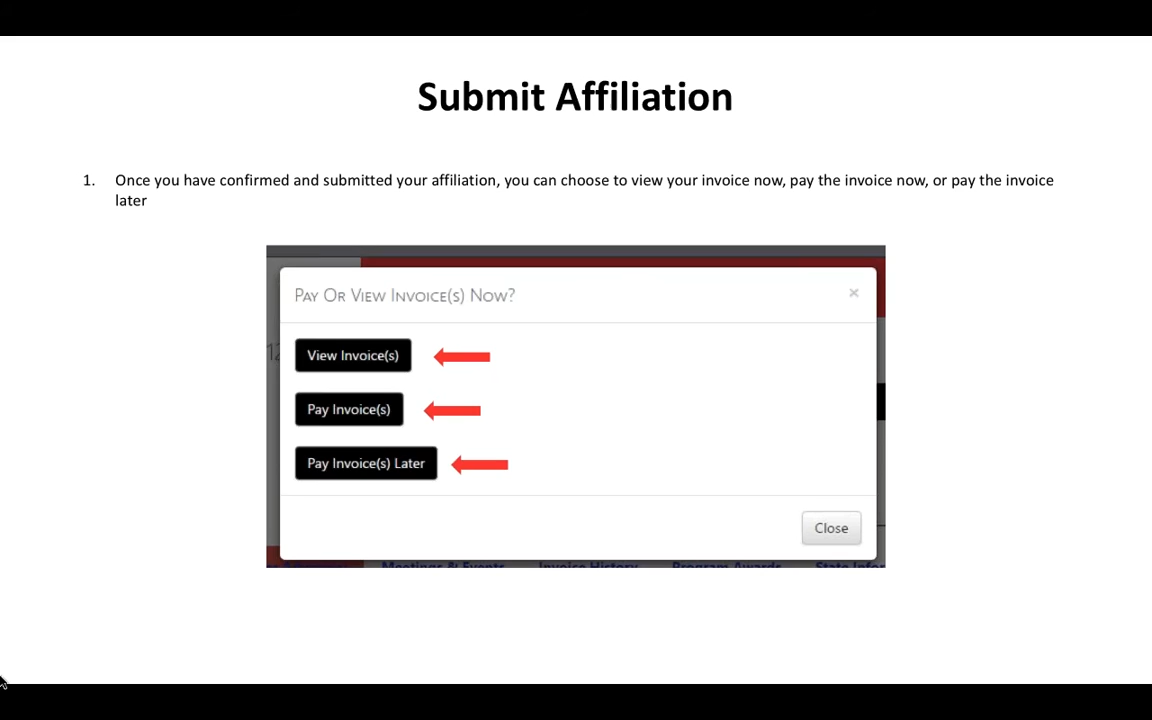 Submit Affiliation
1. Once you have confirmed and submitted your affiliation, you can choose to view your invoice now, pay the invoice now, or pay the invoice
later
Pay Or View Invoice(s) Now?
×
View Invoice(s)
Pay Invoice(s)
Pay Invoice(s) Later
Close
Meetings & Events Invoice History Program Awards State Infor